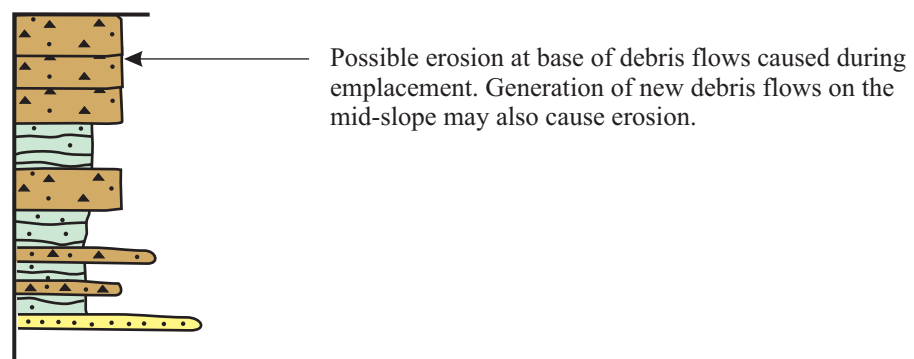 Possible erosion at base of debris flows caused during
emplacement. Generation of new debris flows on the
mid-slope may also cause erosion.